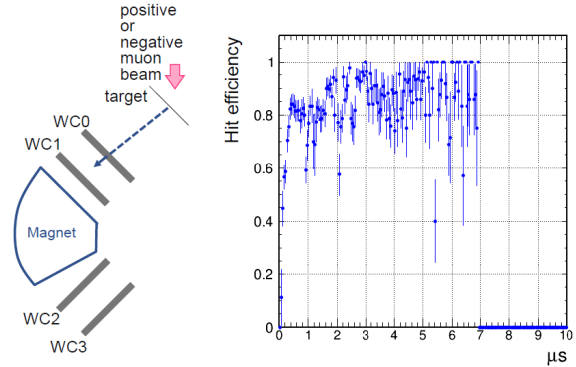 positive
or
negative
muon
beam
target
WC0
WC1
Magnet
WC2
WC3
Hit efficiency
1
0.8
0.6
0.4
0.2
0
0 1 2 3 4 5 6 7 8 9 10
μs